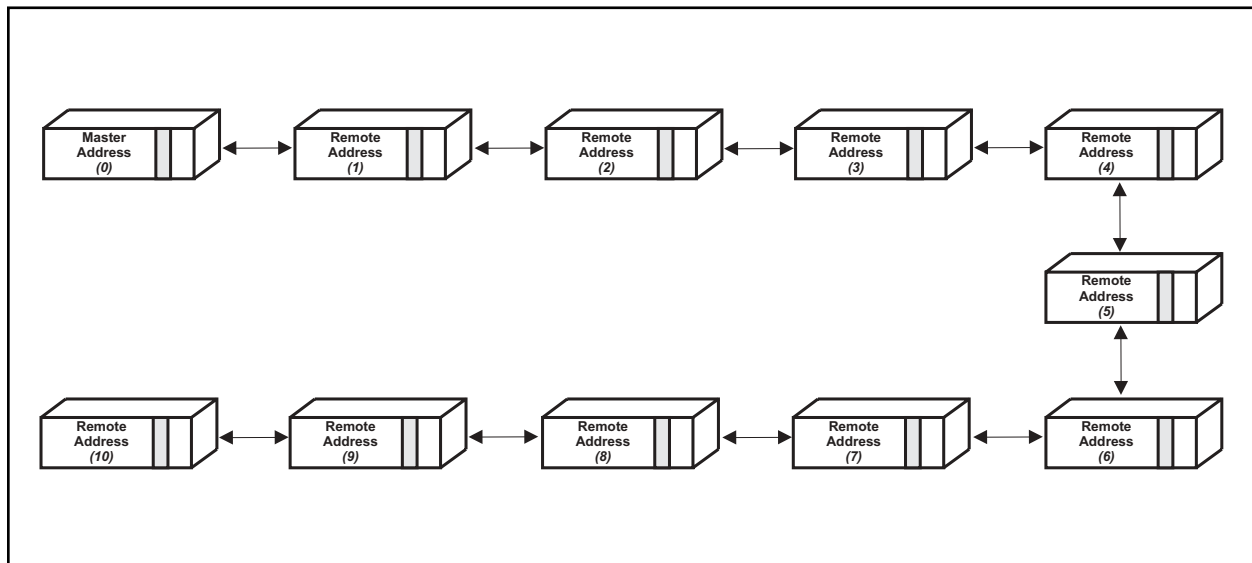 Master
Address
(0)
Remote
Address
(1)
Remote
Address
(2)
Remote
Address
(3)
Remote
Address
(4)
Remote
Address
(5)
Remote
Address
(10)
Remote
Address
(9)
Remote
Address
(8)
Remote
Address
(7)
Remote
Address
(6)